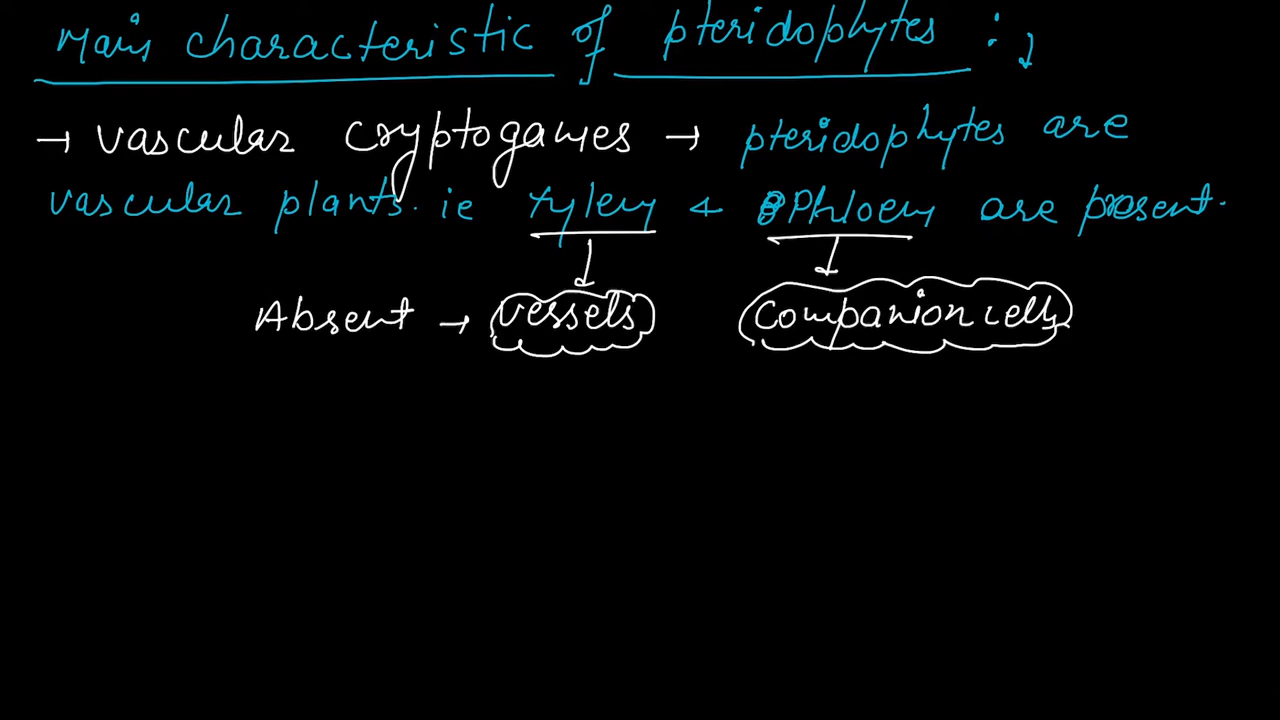 Main characteristic of pteridophytes :→
→ vascular cryptogames → pteridophytes are
vascular plants. ie xylem + Phloem are present.
Absent → vessels companion cells